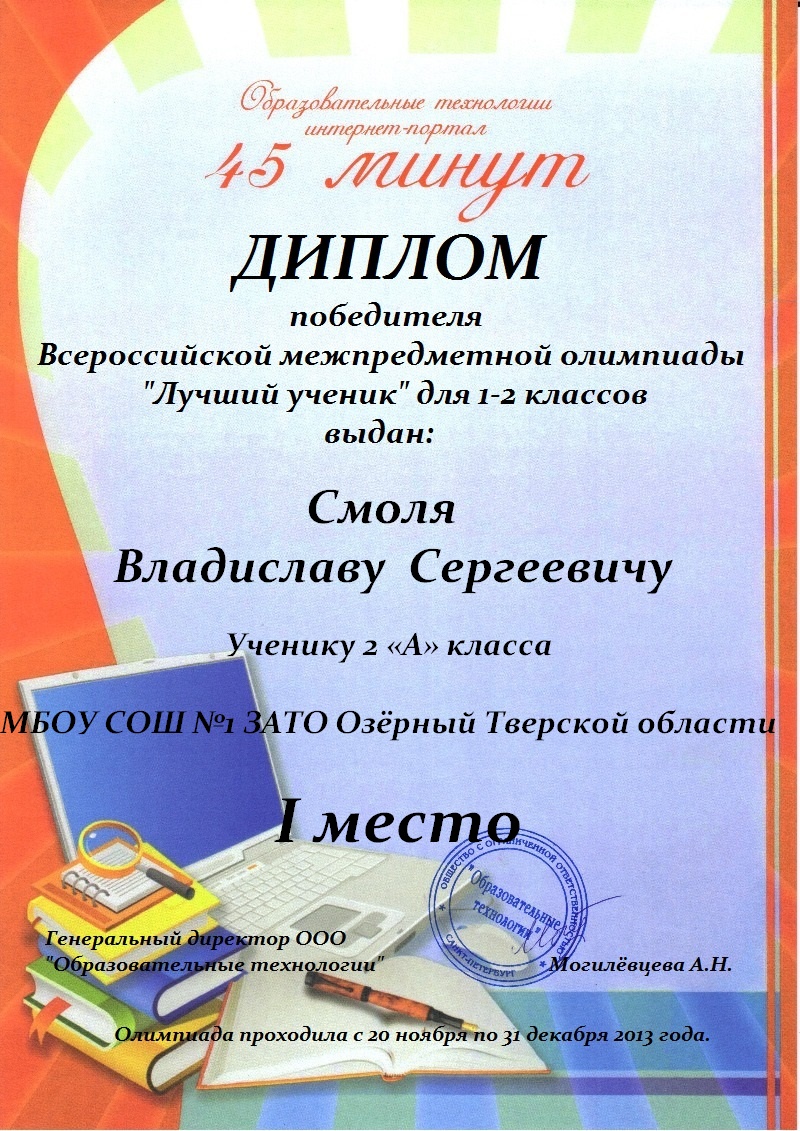 Образовательные технологии
интернет-портал
45 минут
ДИПЛОМ
победителя
Всероссийской межпредметной олимпиады
"Лучший ученик" для 1-2 классов
выдан:
Смоля
Владиславу Сергеевичу
Ученику 2 «А» класса
МБОУ СОШ №1 ЗАТО Озёрный Тверской области
I место
ОБЩЕСТВО С ОГРАНИЧЕННОЙ ОТВЕТСТВЕННОСТЬЮ
"Образовательные
технологии"
САНКТ-ПЕТЕРБУРГ
Генеральный директор ООО
"Образовательные технологии"
Могилёвцева А.Н.
Олимпиада проходила с 20 ноября по 31 декабря 2013 года.